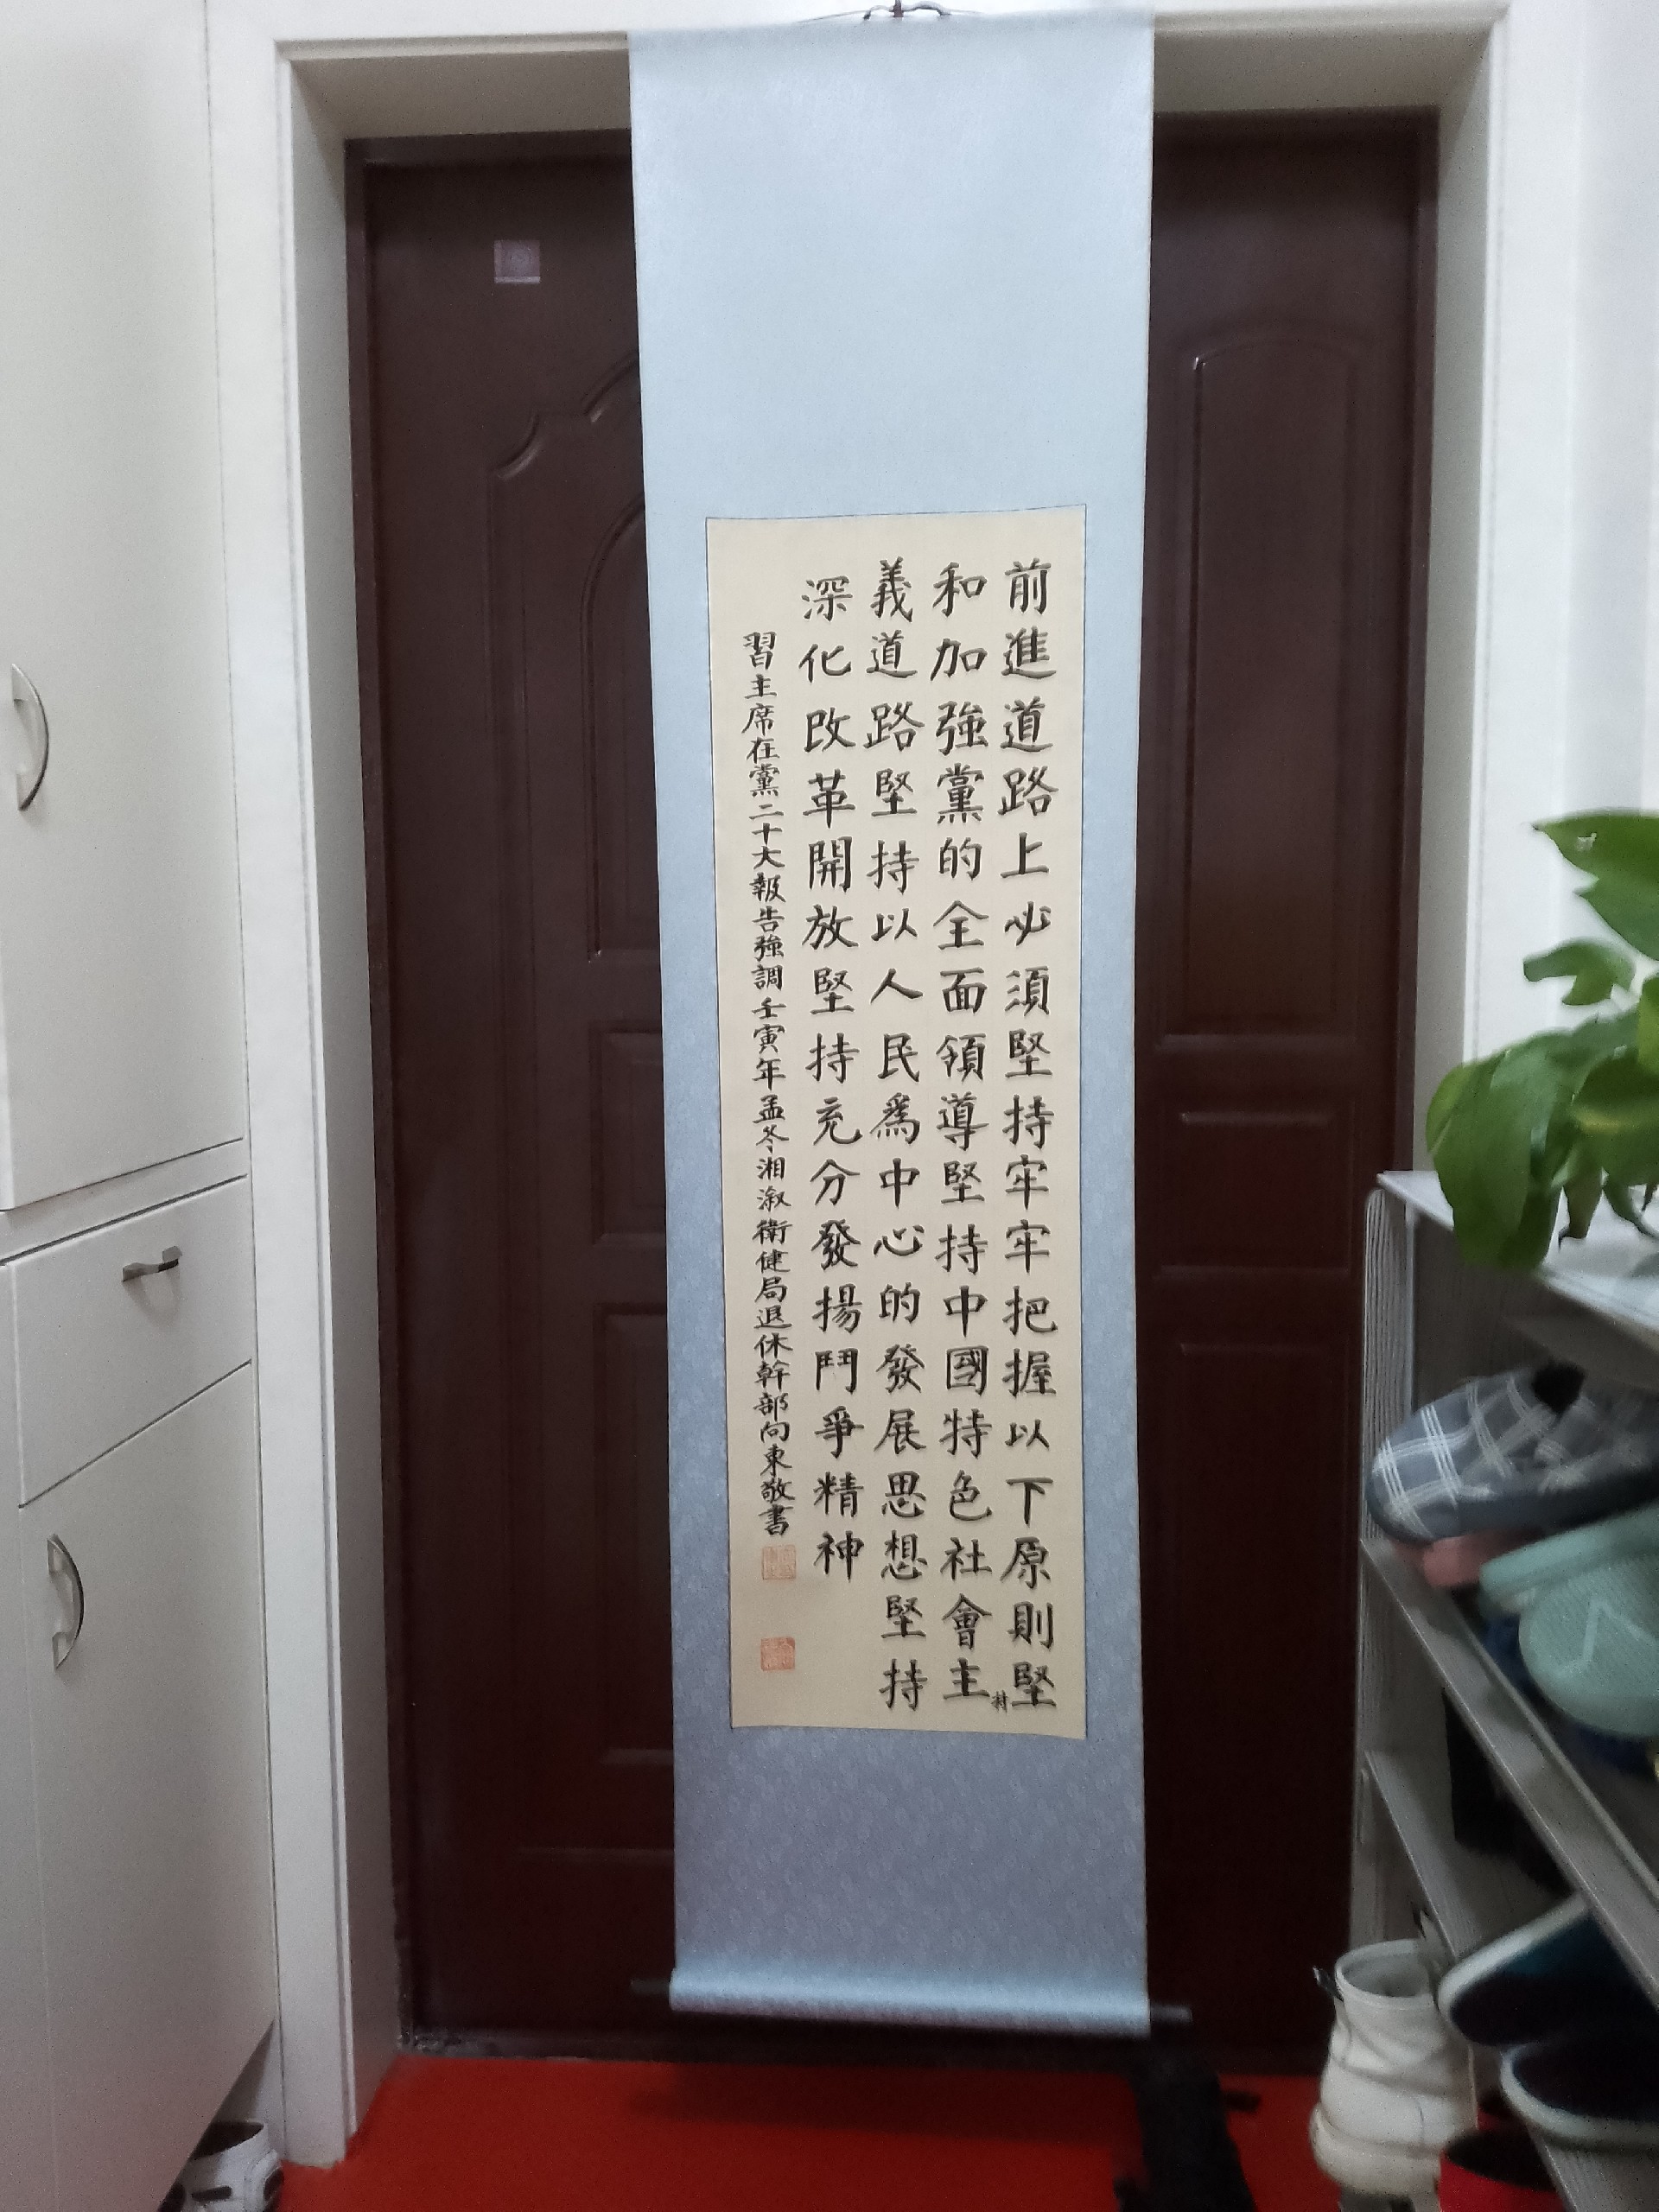 前進道路上必須堅持牢牢把握以下原則堅
和加強黨的全面領導堅持中國特色社會主
義道路堅持以人民爲中心的發展思想堅持
深化改革開放堅持充分發揚鬥爭精神
習主席在黨二十大報告強調壬寅年孟冬湘溆衛健局退休幹部向東敬書